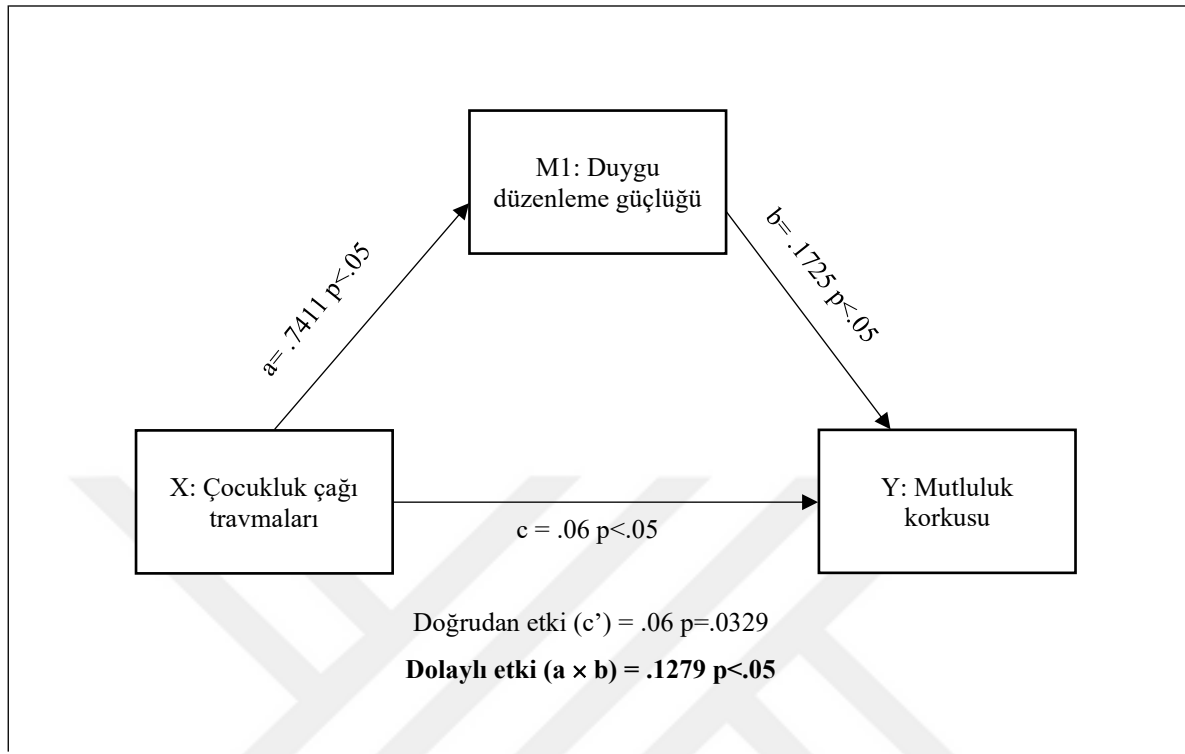 M1: Duygu
düzenleme güçlüğü
a= .7411 p<.05
b= .1725 p<.05
X: Çocukluk çağı
travmaları
Y: Mutluluk
korkusu
c = .06 p<.05
Doğrudan etki (c’) = .06 p=.0329
Dolaylı etki (a × b) = .1279 p<.05